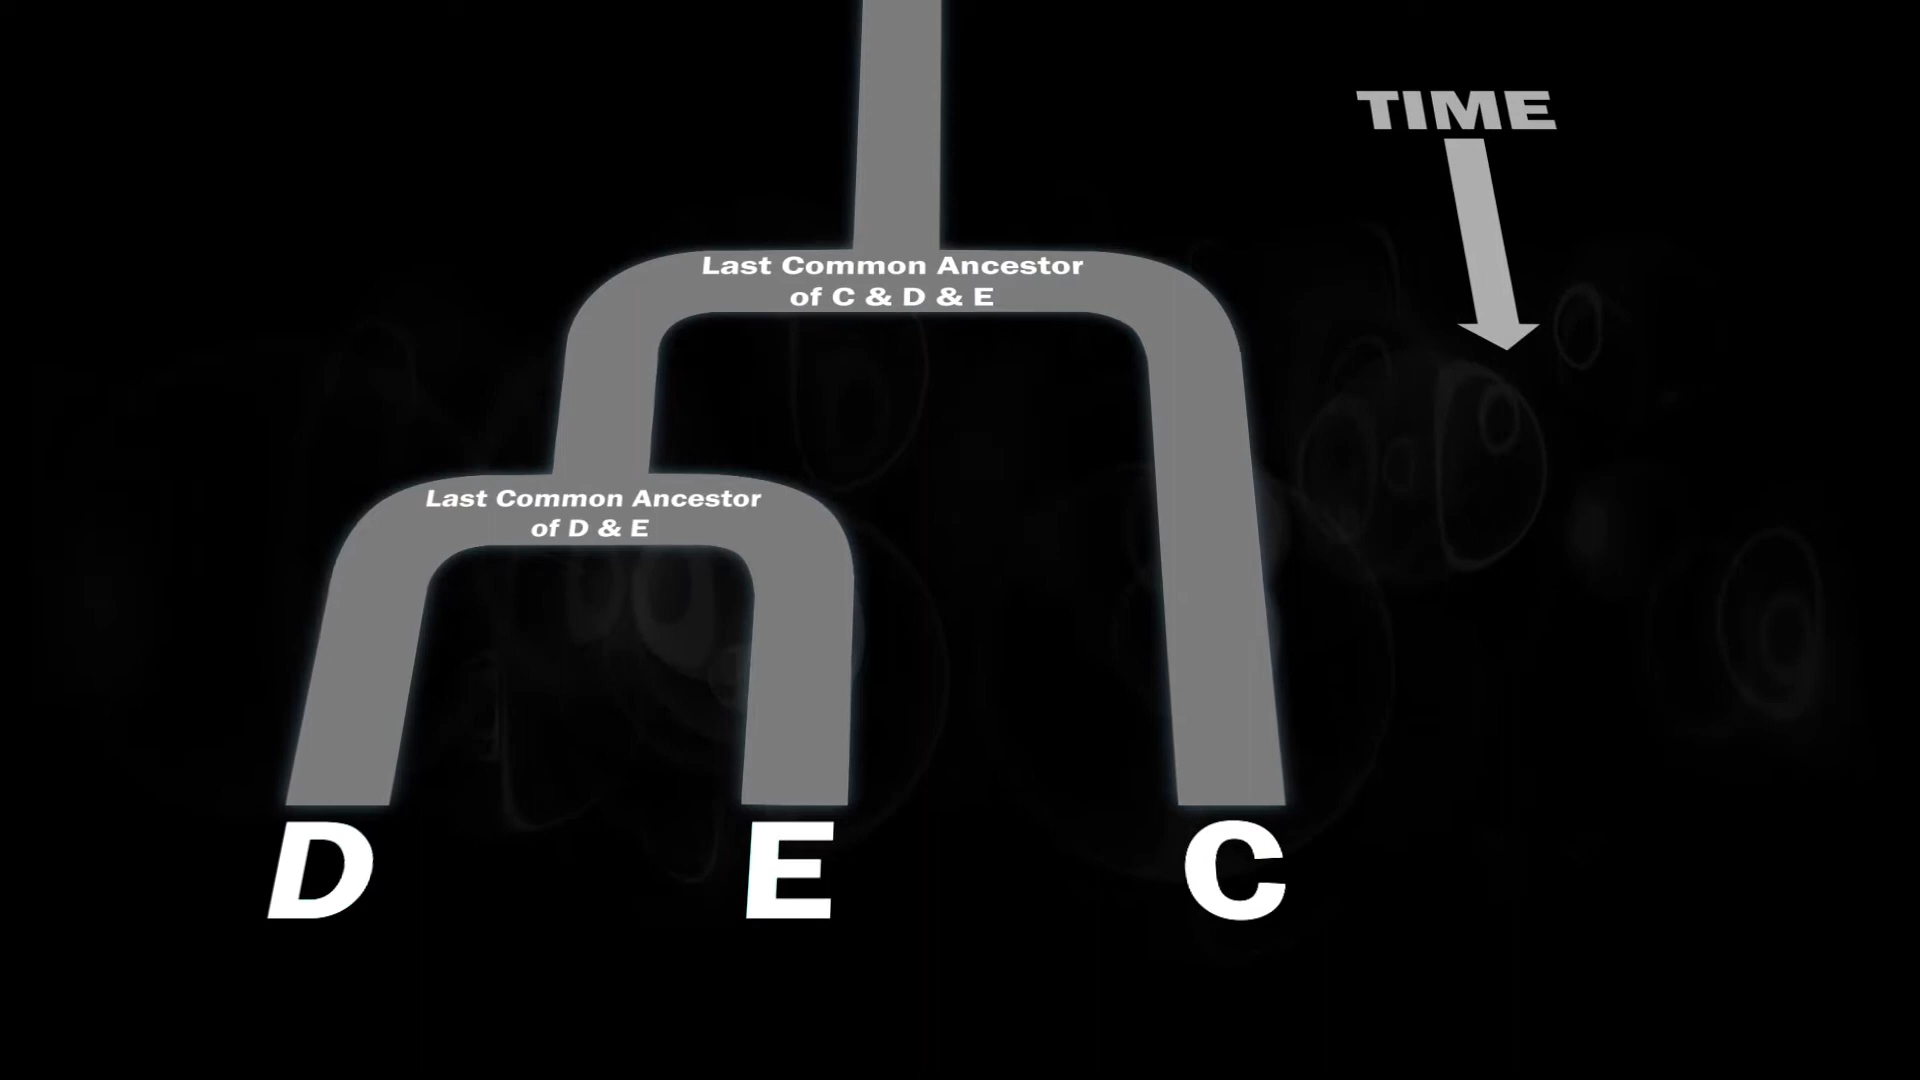 TIME
Last Common Ancestor
of C & D & E
Last Common Ancestor
of D & E
D E C